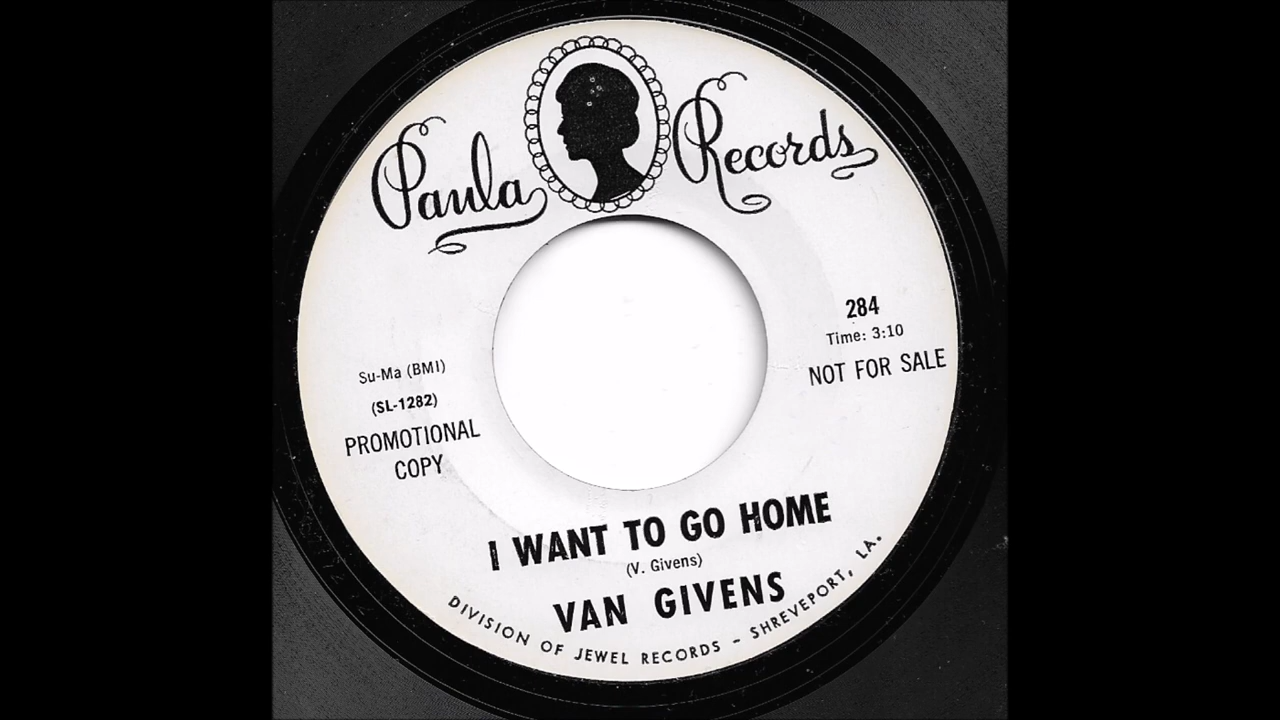 Paula Records
284
Time: 3:10
NOT FOR SALE
Su-Ma (BMI)
(SL-1282)
PROMOTIONAL
COPY
I WANT TO GO HOME
(V. Givens)
VAN GIVENS
DIVISION OF JEWEL RECORDS - SHREVEPORT, LA.